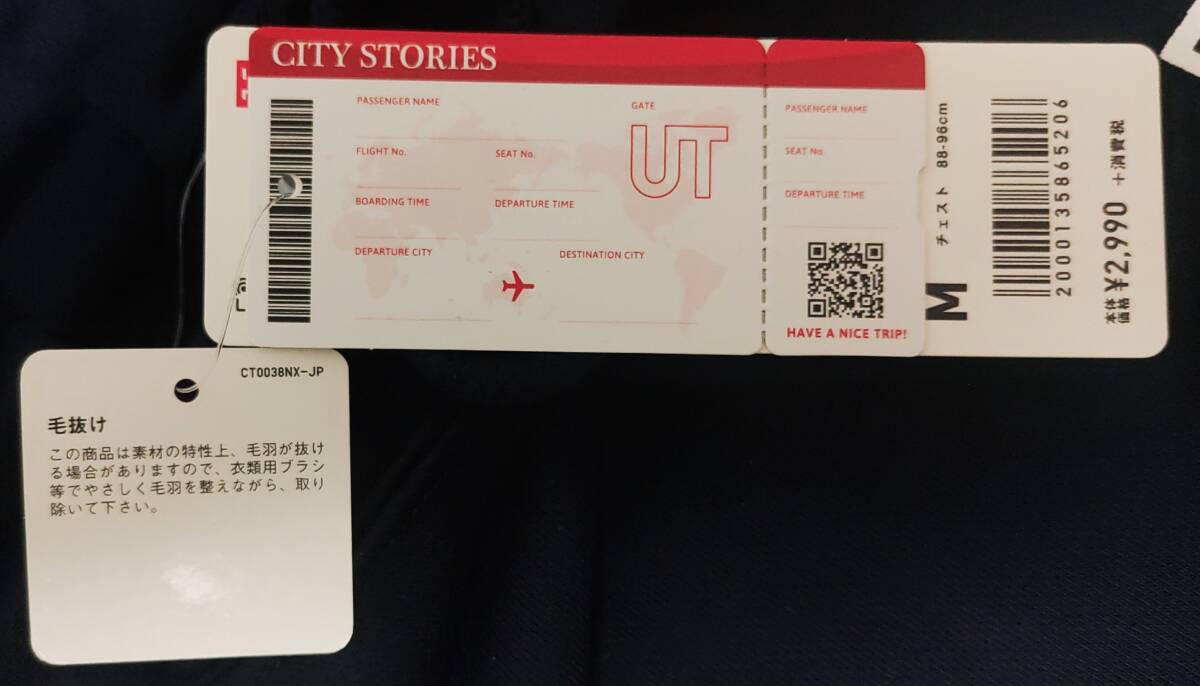 CITY STORIES
PASSENGER NAME
GATE
UT
FLIGHT No.
SEAT No.
BOARDING TIME
DEPARTURE TIME
DEPARTURE CITY
DESTINATION CITY
PASSENGER NAME
SEAT No.
DEPARTURE TIME
HAVE A NICE TRIP!
M
チェスト 88-96cm
2000135865206
本体価格 ¥2,990 +消費税
CT0038NX-JP
毛抜け
この商品は素材の特性上、毛羽が抜け
る場合がありますので、衣類用ブラシ
等でやさしく毛羽を整えながら、取り
除いて下さい。